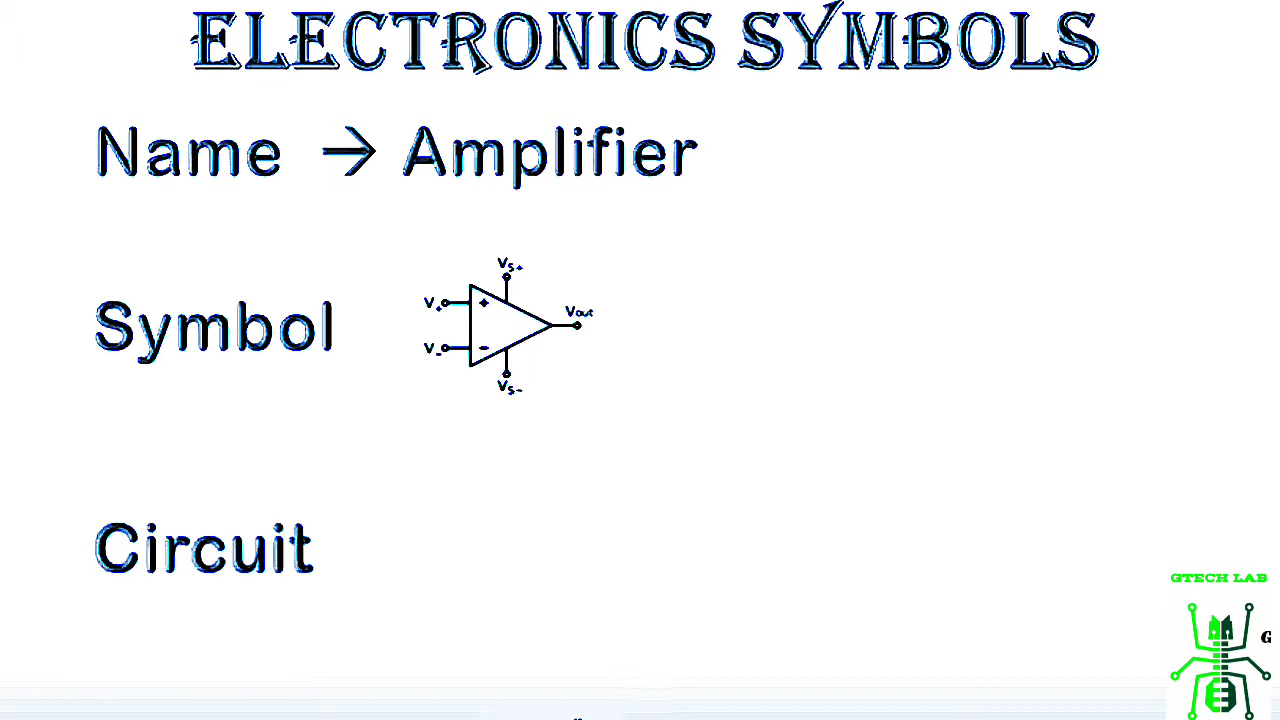 ELECTRONICS SYMBOLS
Name → Amplifier
Symbol
VS+
V+
+
Vout
V-
-
VS-
Circuit
GTECH LAB
G